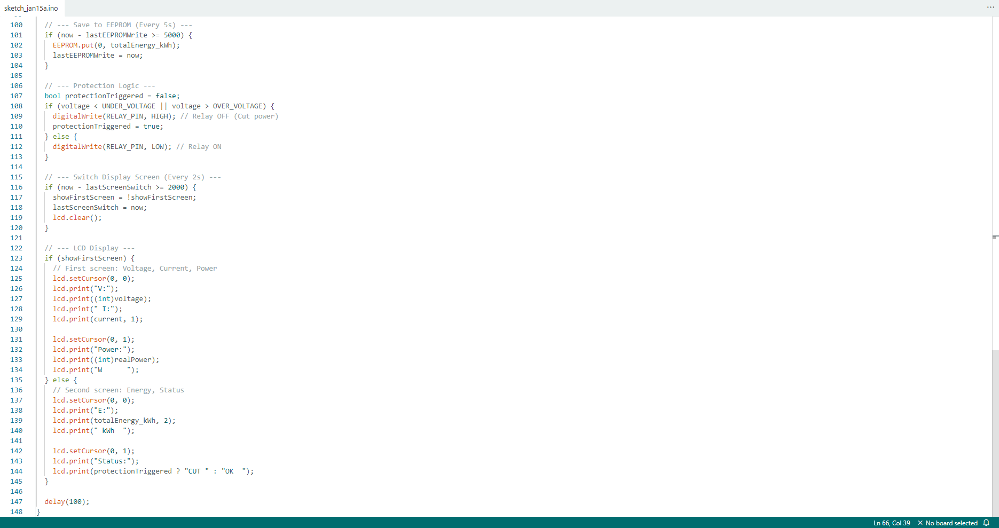 sketch_jan15a.ino
100 // --- Save to EEPROM (Every 5s) ---
101 if (now - lastEEPROMWrite >= 5000) {
102 EEPROM.put(0, totalEnergy_kWh);
103 lastEEPROMWrite = now;
104 }
105
106 // --- Protection Logic ---
107 bool protectionTriggered = false;
108 if (voltage < UNDER_VOLTAGE || voltage > OVER_VOLTAGE) {
109 digitalWrite(RELAY_PIN, HIGH); // Relay OFF (Cut power)
110 protectionTriggered = true;
111 } else {
112 digitalWrite(RELAY_PIN, LOW); // Relay ON
113 }
114
115 // --- Switch Display Screen (Every 2s) ---
116 if (now - lastScreenSwitch >= 2000) {
117 showFirstScreen = !showFirstScreen;
118 lastScreenSwitch = now;
119 lcd.clear();
120 }
121
122 // --- LCD Display ---
123 if (showFirstScreen) {
124 // First screen: Voltage, Current, Power
125 lcd.setCursor(0, 0);
126 lcd.print("V:");
127 lcd.print((int)voltage);
128 lcd.print(" I:");
129 lcd.print(current, 1);
130
131 lcd.setCursor(0, 1);
132 lcd.print("Power:");
133 lcd.print((int)realPower);
134 lcd.print("W      ");
135 } else {
136 // Second screen: Energy, Status
137 lcd.setCursor(0, 0);
138 lcd.print("E:");
139 lcd.print(totalEnergy_kWh, 2);
140 lcd.print(" kWh  ");
141
142 lcd.setCursor(0, 1);
143 lcd.print("Status:");
144 lcd.print(protectionTriggered ? "CUT " : "OK  ");
145 }
146
147 delay(100);
148 }
Ln 66, Col 39 × No board selected